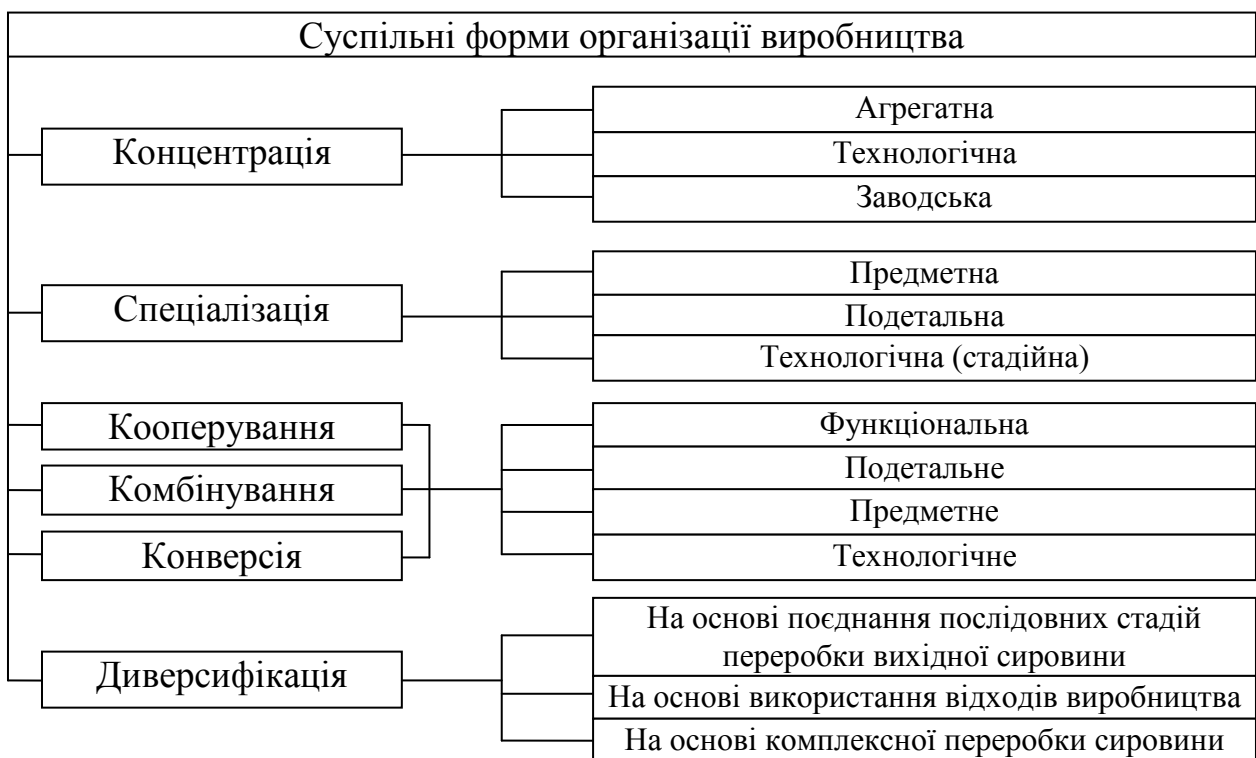 Суспільні форми організації виробництва
Концентрація
Агрегатна
Технологічна
Заводська
Спеціалізація
Предметна
Подетальна
Технологічна (стадійна)
Кооперування
Комбінування
Конверсія
Функціональна
Подетальне
Предметне
Технологічне
Диверсифікація
На основі поєднання послідовних стадій
переробки вихідної сировини
На основі використання відходів виробництва
На основі комплексної переробки сировини